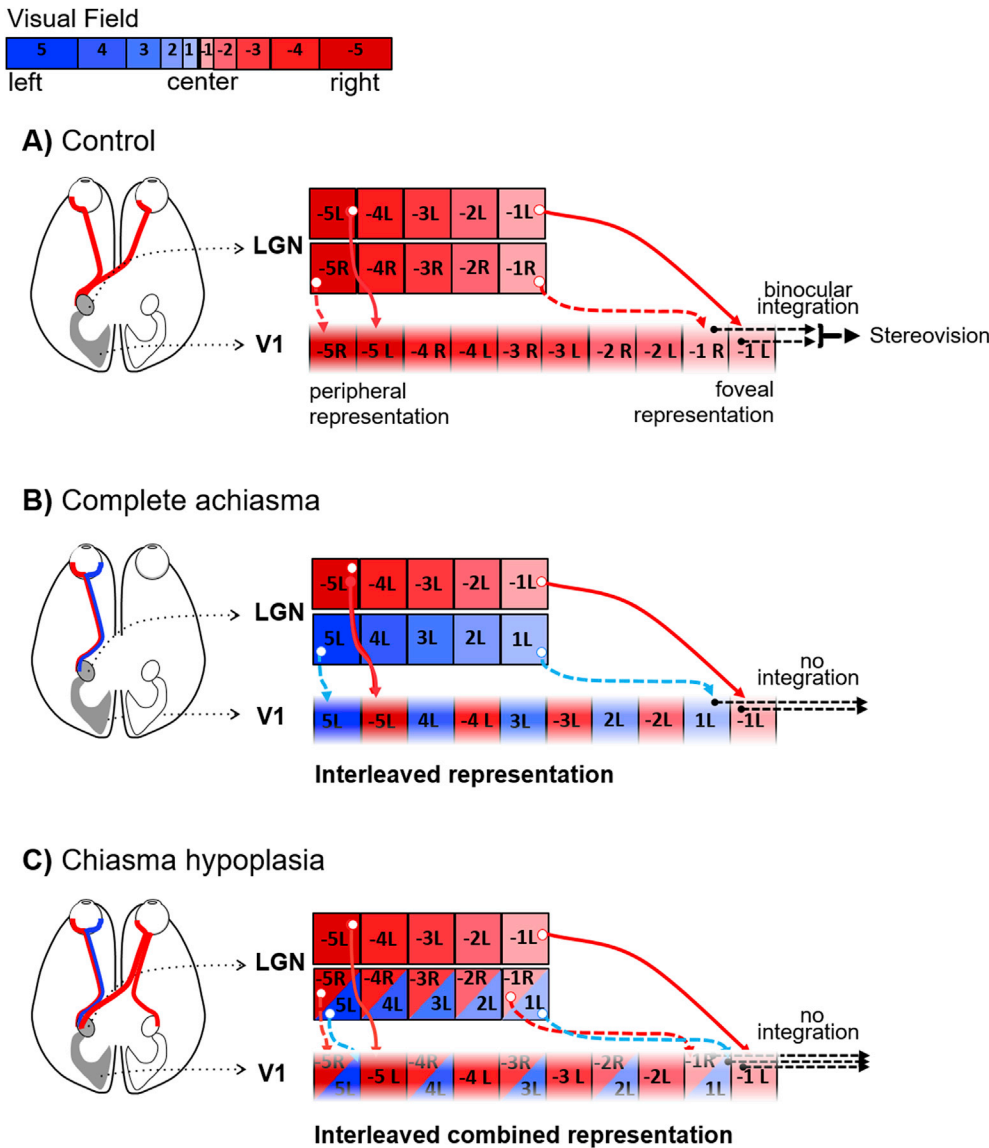 Visual Field
5 4 3 2 1 -1 -2 -3 -4 -5
left center right
A) Control
LGN
-5L -4L -3L -2L -1L
-5R -4R -3R -2R -1R
binocular
integration
Stereovision
V1
-5R -5 L -4 R -4 L -3 R -3 L -2 R -2 L -1 R -1 L
peripheral
representation
foveal
representation
B) Complete achiasma
LGN
-5L -4L -3L -2L -1L
5L 4L 3L 2L 1L
no
integration
V1
5L -5L 4L -4 L 3L -3L 2L -2L 1L -1L
Interleaved representation
C) Chiasma hypoplasia
LGN
-5L -4L -3L -2L -1L
-5R -4R -3R -2R -1R
5L 4L 3L 2L 1L
no
integration
V1
-5R -4R -3R -2R -1R
5L -5 L 4L -4 L 3L -3 L 2L -2L 1L -1 L
Interleaved combined representation